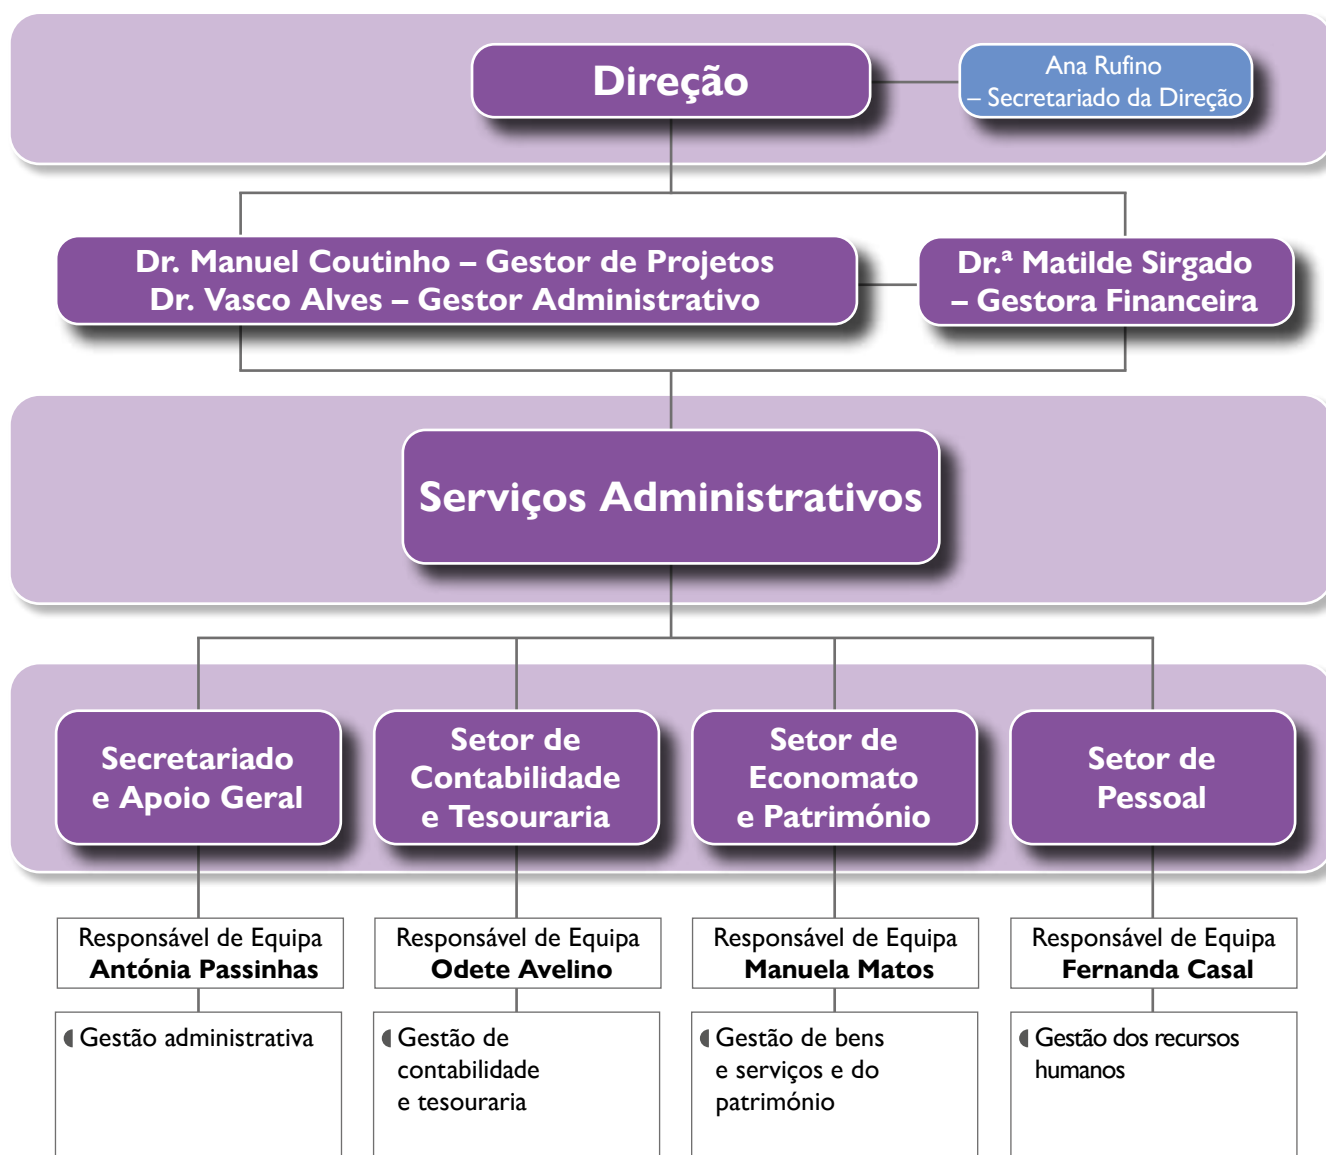 Direção
Ana Rufino
– Secretariado da Direção
Dr. Manuel Coutinho – Gestor de Projetos
Dr. Vasco Alves – Gestor Administrativo
Dr.ª Matilde Sirgado
– Gestora Financeira
Serviços Administrativos
Secretariado
e Apoio Geral
Setor de
Contabilidade
e Tesouraria
Setor de
Economato
e Património
Setor de
Pessoal
Responsável de Equipa
Antónia Passinhas
Responsável de Equipa
Odete Avelino
Responsável de Equipa
Manuela Matos
Responsável de Equipa
Fernanda Casal
Gestão administrativa
Gestão de
contabilidade
e tesouraria
Gestão de bens
e serviços e do
património
Gestão dos recursos
humanos